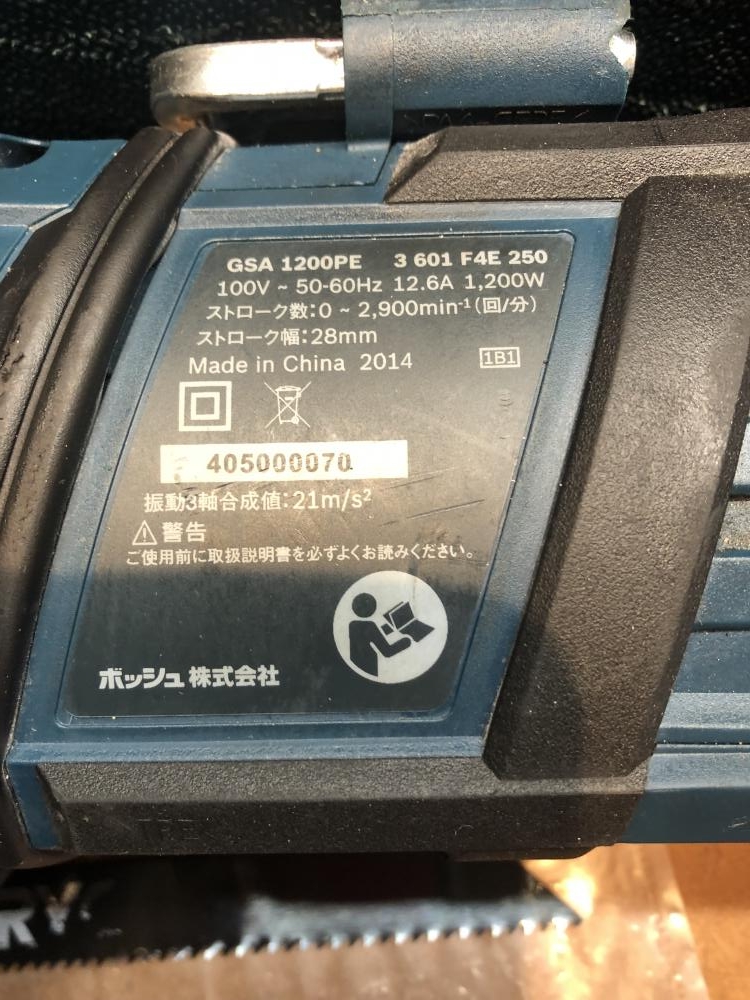 GSA 1200PE 3 601 F4E 250
100V ~ 50-60Hz 12.6A 1,200W
ストローク数:0 ~ 2,900min⁻¹(回/分)
ストローク幅:28mm
Made in China 2014 1B1
405000070
振動3軸合成値:21m/s²
警告
ご使用前に取扱説明書を必ずよくお読みください。
ボッシュ株式会社
TPE